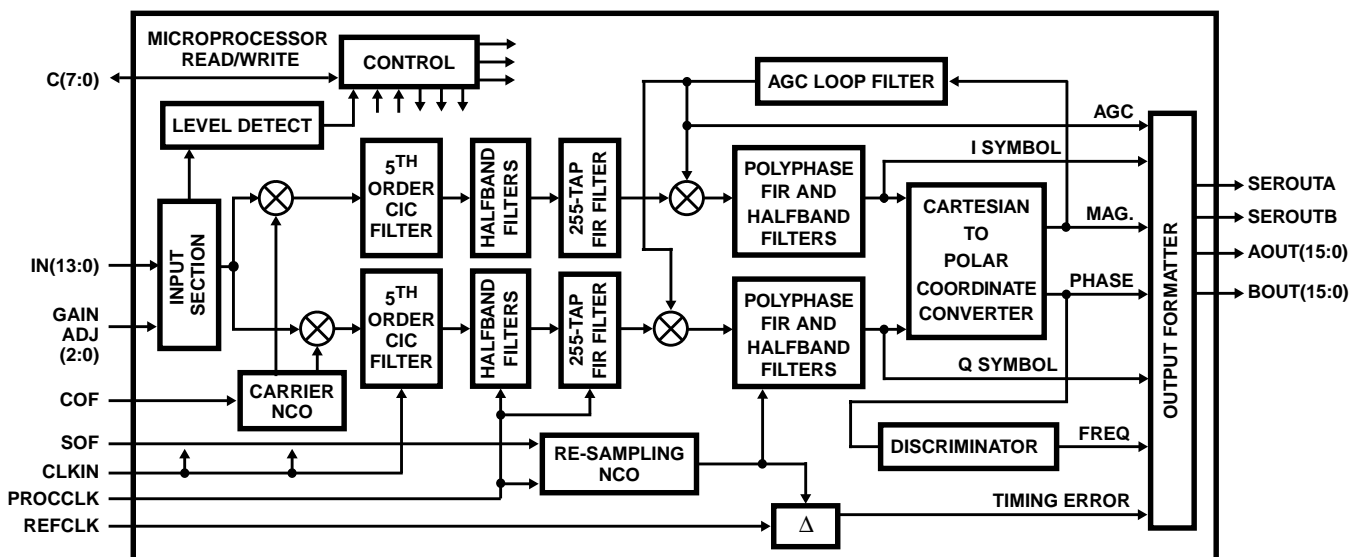 MICROPROCESSOR
READ/WRITE
C(7:0)
CONTROL
AGC LOOP FILTER
LEVEL DETECT
AGC
I SYMBOL
5TH
ORDER
CIC
FILTER
HALFBAND
FILTERS
255-TAP
FIR FILTER
POLYPHASE
FIR AND
HALFBAND
FILTERS
CARTESIAN
TO
POLAR
COORDINATE
CONVERTER
MAG.
PHASE
SEROUTA
SEROUTB
AOUT(15:0)
BOUT(15:0)
OUTPUT FORMATTER
IN(13:0)
INPUT
SECTION
GAIN
ADJ
(2:0)
5TH
ORDER
CIC
FILTER
HALFBAND
FILTERS
255-TAP
FIR FILTER
POLYPHASE
FIR AND
HALFBAND
FILTERS
Q SYMBOL
COF
CARRIER
NCO
SOF
CLKIN
PROCCLK
REFCLK
RE-SAMPLING
NCO
DISCRIMINATOR
FREQ
TIMING ERROR
Δ